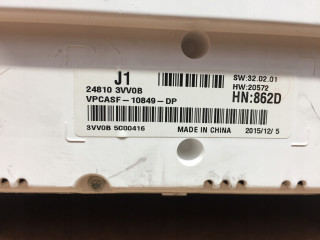 J1
24810 3VV0B
VPCASF-10849-DP
SW:32.02.01
HW:20572
HN:862D
3VV0B 5C00416
MADE IN CHINA
2015/12/ 5